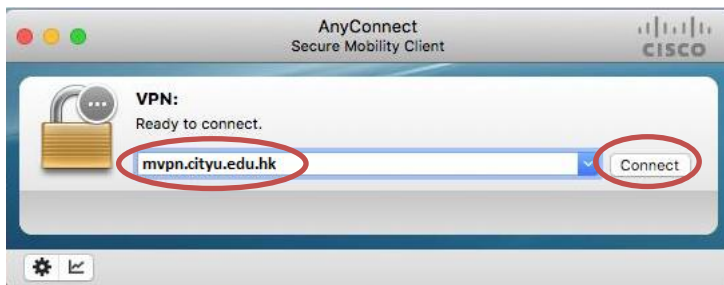 AnyConnect
Secure Mobility Client
CISCO
VPN:
Ready to connect.
mvpn.cityu.edu.hk
Connect